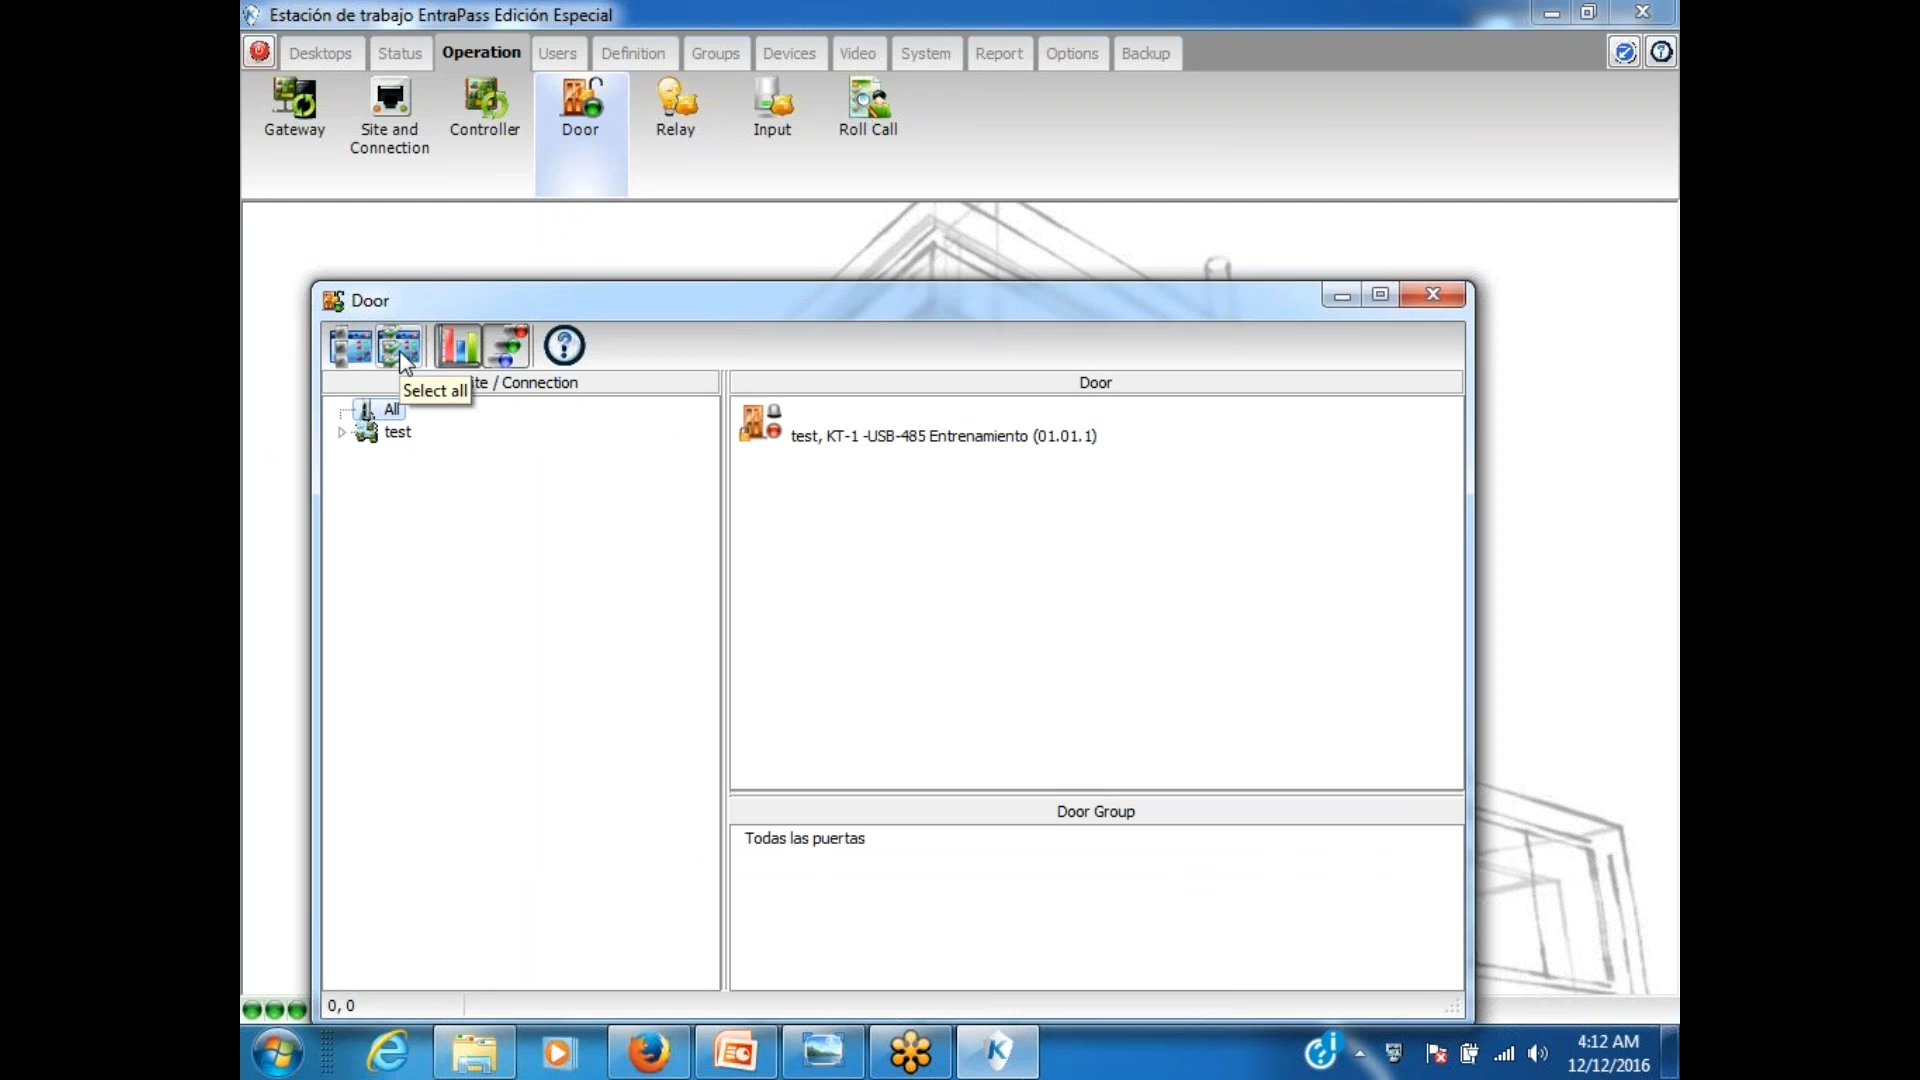 Estación de trabajo EntraPass Edición Especial
Desktops Status Operation Users Definition Groups Devices Video System Report Options Backup
Gateway
Site and Connection
Controller
Door
Relay
Input
Roll Call
Door
ite / Connection
Select all
All
test
Door
test, KT-1 -USB-485 Entrenamiento (01.01.1)
Door Group
Todas las puertas
0, 0
4:12 AM
12/12/2016